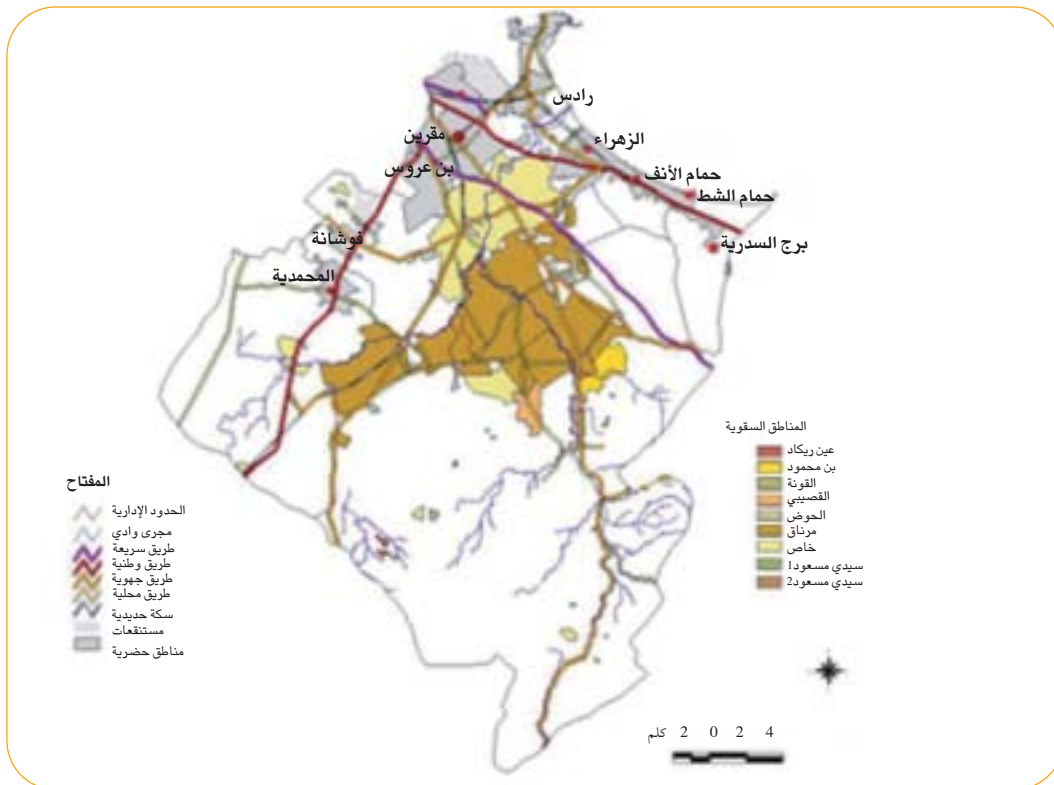 رادس
الزهراء
مقرين
بن عروس
حمام الأنف
حمام الشط
برج السدرية
فوشانة
المحمدية
المناطق السقوية
عين ريكاد
بن محمود
القونة
القصيبي
الحوض
مرناق
خاص
سيدي مسعود1
سيدي مسعود2
المفتاح
الحدود الإدارية
مجرى وادي
طريق سريعة
طريق وطنية
طريق جهوية
طريق محلية
سكة حديدية
مستنقعات
مناطق حضرية
كلم 2 0 2 4